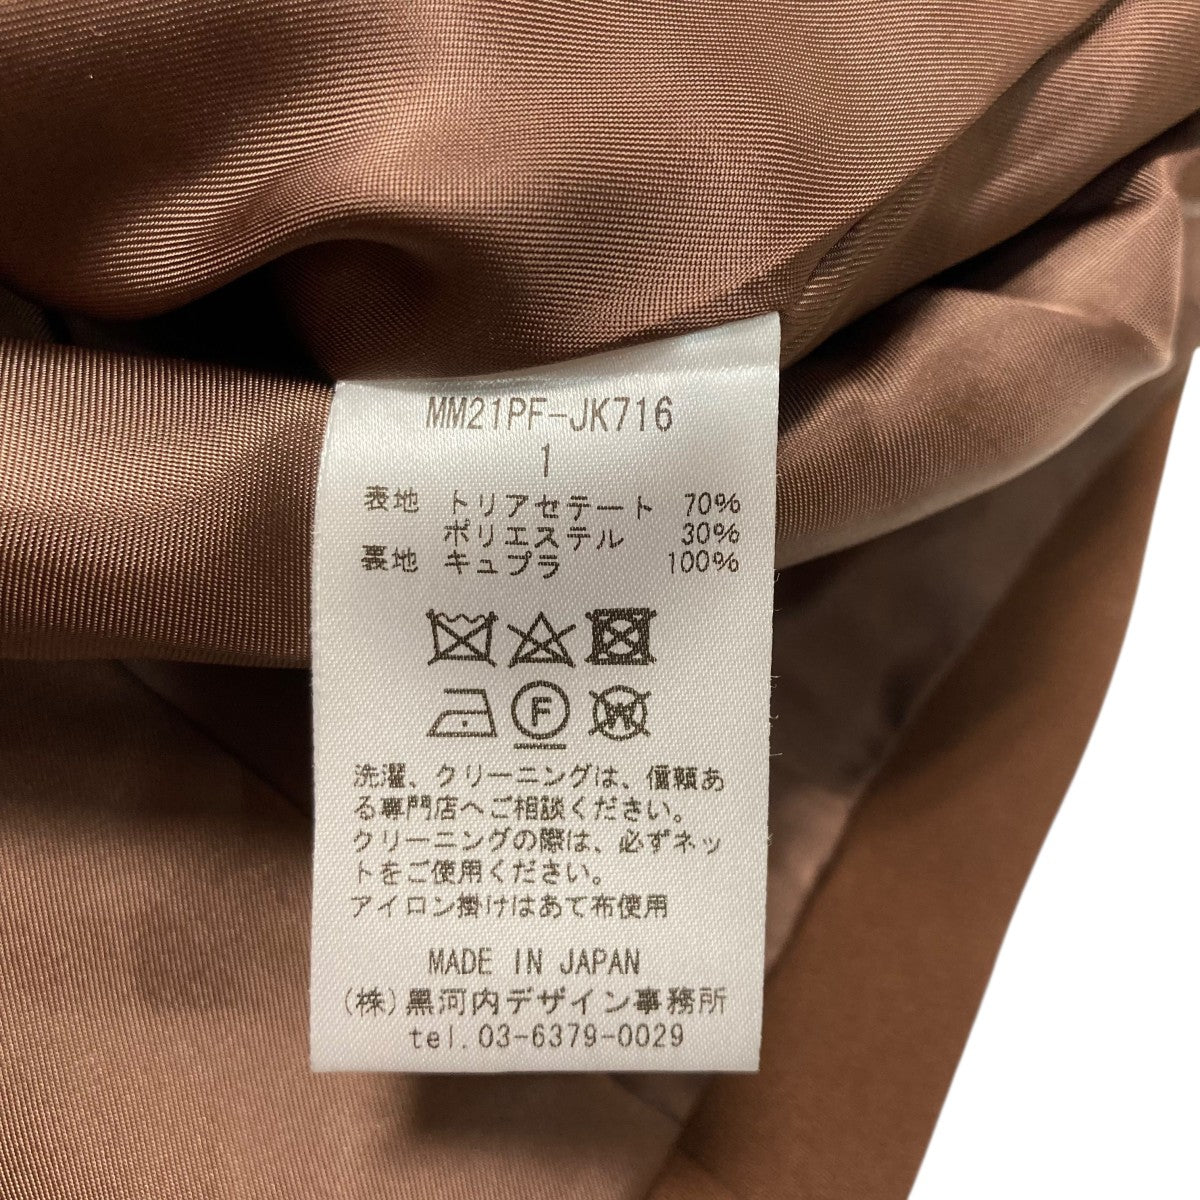 MM21PF-JK716
1
表地 トリアセテート 70%
ポリエステル 30%
裏地 キュプラ 100%
F
W
洗濯、クリーニングは、信頼あ
る専門店へご相談ください。
クリーニングの際は、必ずネッ
トをご使用ください。
アイロン掛けはあて布使用
MADE IN JAPAN
(株)黒河内デザイン事務所
tel.03-6379-0029